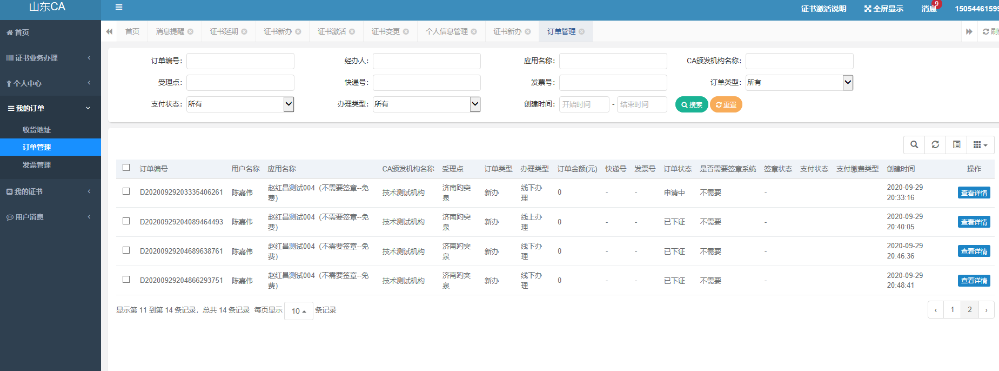 山东CA
证书激活说明 全屏显示 消息 9 1505446159
首页
证书业务办理
个人中心
我的订单
收货地址
订单管理
发票管理
我的证书
用户消息
首页 消息提醒 证书延期 证书新办 证书激活 证书变更 个人信息管理 证书新办 订单管理
订单编号： 经办人： 应用名称： CA颁发机构名称：
受理点： 快递号： 发票号： 订单类型： 所有
支付状态： 所有 办理类型： 所有 创建时间： 开始时间 - 结束时间 搜索 重置
订单编号 用户名称 应用名称 CA颁发机构名称 受理点 订单类型 办理类型 订单金额(元) 快递号 发票号 订单状态 是否需要签章系统 签章状态 支付状态 支付缴费类型 创建时间 操作
D20200929203335406261 陈嘉伟 赵红昌测试004（不需要签章--免费） 技术测试机构 济南趵突泉 新办 线下办理 0 - - 申请中 不需要 - 2020-09-29 20:33:16 查看详情
D20200929204089464493 陈嘉伟 赵红昌测试004（不需要签章--免费） 技术测试机构 济南趵突泉 新办 线上办理 0 - - 已下证 不需要 - 2020-09-29 20:40:05 查看详情
D20200929204689638761 陈嘉伟 赵红昌测试004（不需要签章--免费） 技术测试机构 济南趵突泉 新办 线下办理 0 - - 已下证 不需要 - 2020-09-29 20:46:36 查看详情
D20200929204866293751 陈嘉伟 赵红昌测试004（不需要签章--免费） 技术测试机构 济南趵突泉 新办 线下办理 0 - - 已下证 不需要 - 2020-09-29 20:48:41 查看详情
显示第 11 到第 14 条记录，总共 14 条记录 每页显示 10 条记录
‹ 1 2 ›